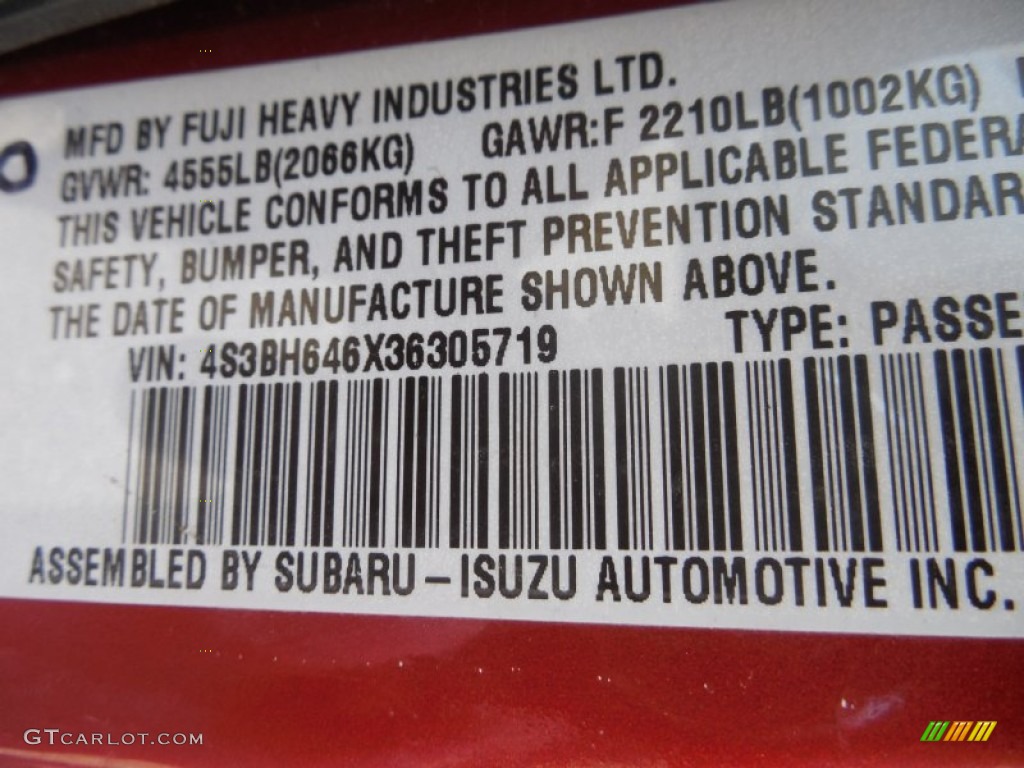 MFD BY FUJI HEAVY INDUSTRIES LTD.
GVWR: 4555LB(2066KG) GAWR:F 2210LB(1002KG)
THIS VEHICLE CONFORMS TO ALL APPLICABLE FEDERA
SAFETY, BUMPER, AND THEFT PREVENTION STANDAR
THE DATE OF MANUFACTURE SHOWN ABOVE.
VIN: 4S3BH646X36305719 TYPE: PASSE
ASSEMBLED BY SUBARU-ISUZU AUTOMOTIVE INC.
GTCARLOT.COM